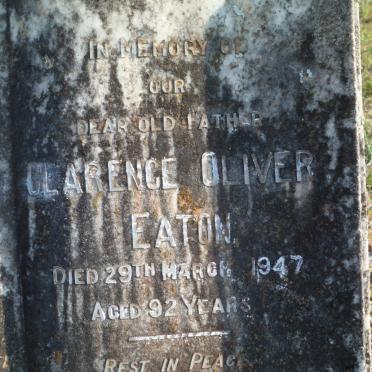 IN MEMORY OF
OUR
DEAR OLD FATHER
CLARENCE OLIVER
EATON
DIED 29TH MARCH 1947
AGED 92 YEARS
REST IN PEACE